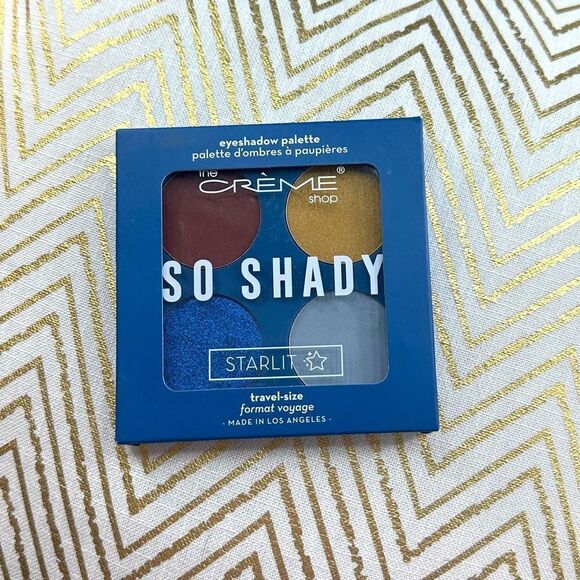 eyeshadow palette
palette d'ombres à paupières
the
CRÈME®
shop
SO SHADY
STARLIT
travel-size
format voyage
- MADE IN LOS ANGELES -